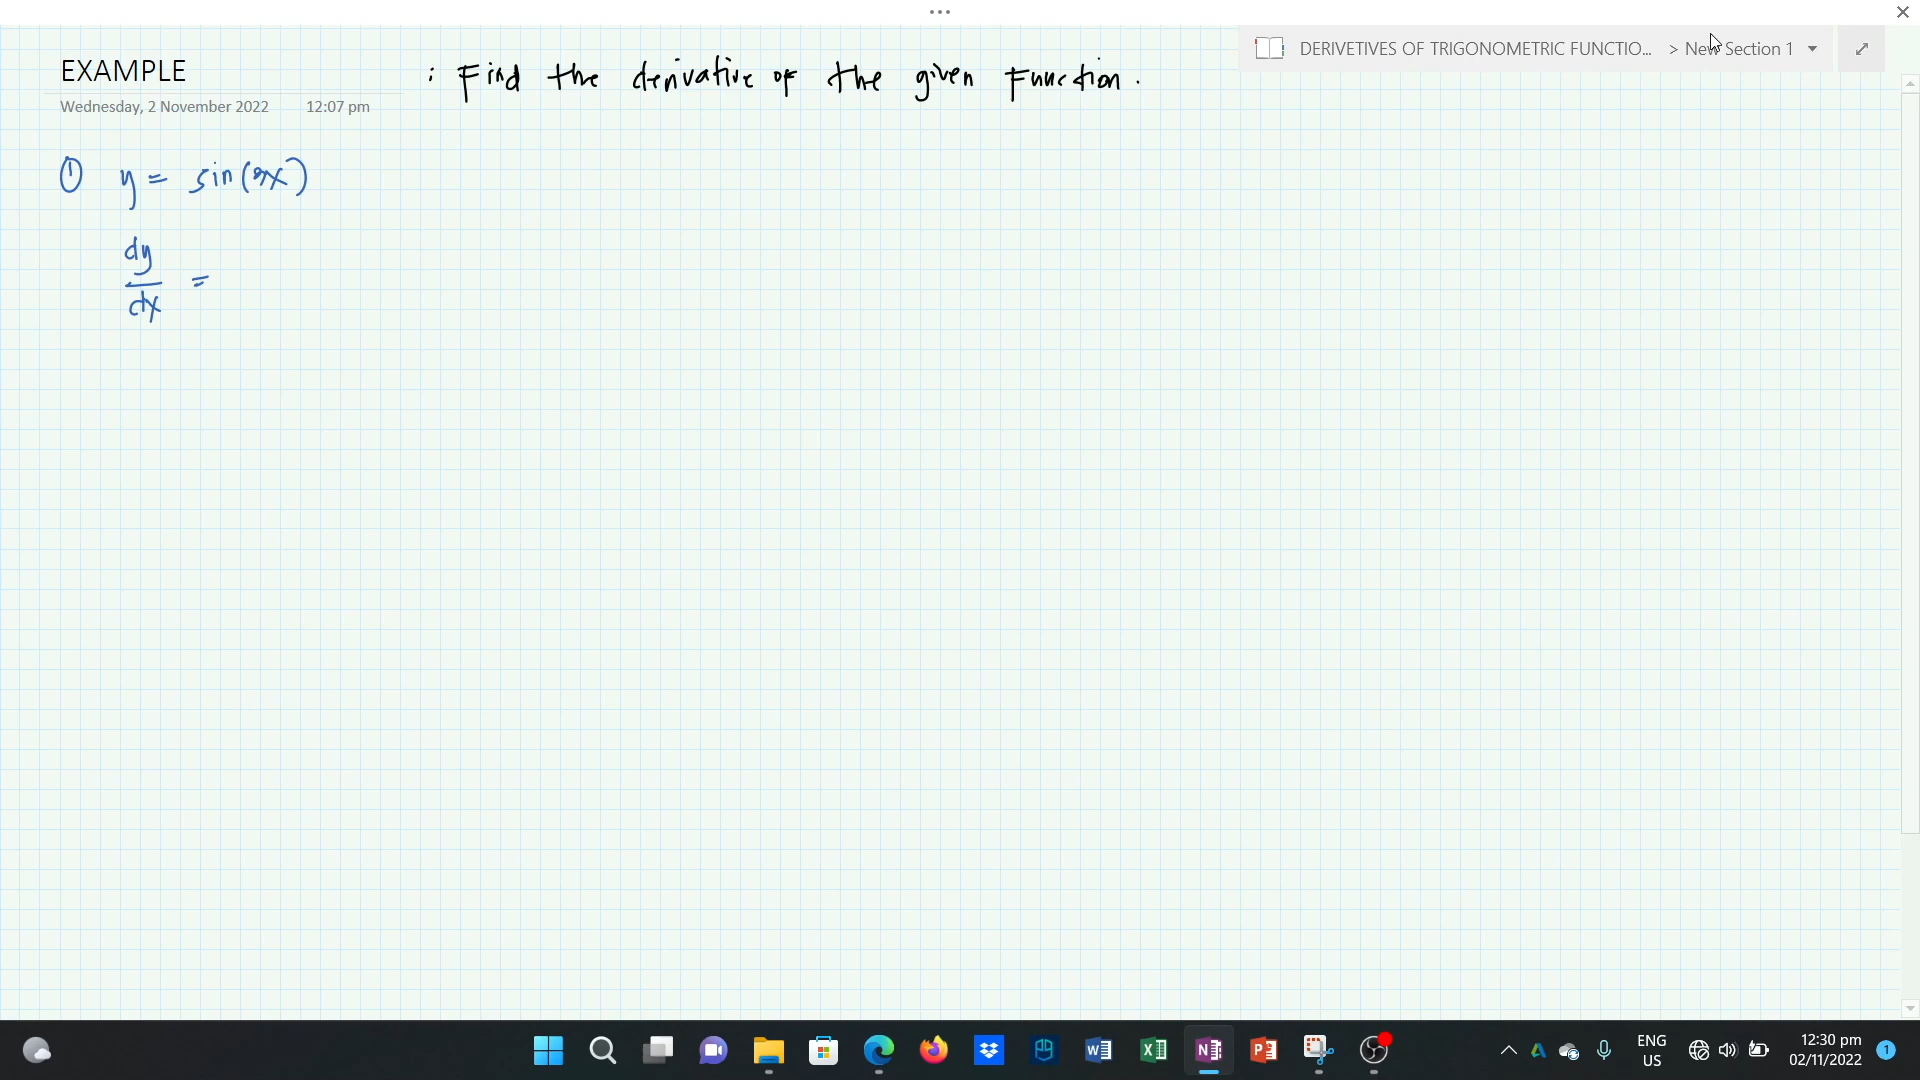 EXAMPLE : Find the derivative of the given function.
Wednesday, 2 November 2022 12:07 pm
DERIVETIVES OF TRIGONOMETRIC FUNCTIO... > New Section 1
① y = sin(
dy
dx =
ENG
US
12:30 pm
02/11/2022
1